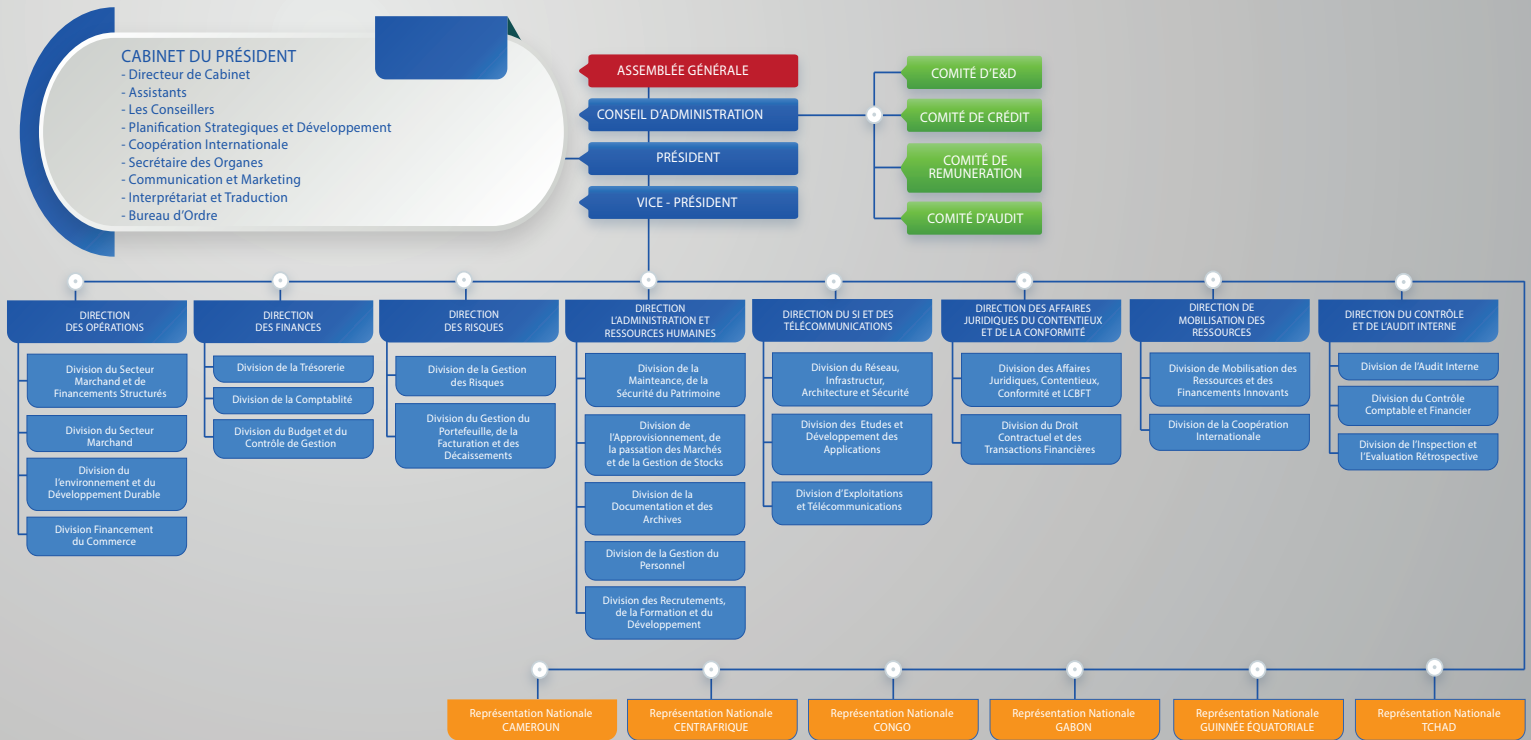 CABINET DU PRÉSIDENT
- Directeur de Cabinet
- Assistants
- Les Conseillers
- Planification Strategiques et Développement
- Coopération Internationale
- Secrétaire des Organes
- Communication et Marketing
- Interprétariat et Traduction
- Bureau d'Ordre
ASSEMBLÉE GÉNÉRALE
CONSEIL D'ADMINISTRATION
PRÉSIDENT
VICE - PRÉSIDENT
COMITÉ D'E&D
COMITÉ DE CRÉDIT
COMITÉ DE
REMUNERATION
COMITÉ D'AUDIT
DIRECTION
DES OPÉRATIONS
Division du Secteur
Marchand et de
Financements Structurés
Division du Secteur
Marchand
Division du
l'environnement et du
Développement Durable
Division Financement
du Commerce
DIRECTION
DES FINANCES
Division de la Trésorerie
Division de la Comptablité
Division du Budget et du
Contrôle de Gestion
DIRECTION
DES RISQUES
Division de la Gestion
des Risques
Division du Gestion du
Portefeuille, de la
Facturation et des
Décaissements
DIRECTION
L'ADMINISTRATION ET
RESSOURCES HUMAINES
Division de la
Mainteance, de la
Sécurité du Patrimoine
Division de
l'Approvisionnement, de
la passation des Marchés
et de la Gestion de Stocks
Division de la
Documentation et des
Archives
Division de la Gestion du
Personnel
Division des Recrutements,
de la Formation et du
Développement
DIRECTION DU SI ET DES
TÉLÉCOMMUNICATIONS
Division du Réseau,
Infrastructur,
Architecture et Sécurité
Division des Etudes et
Développement des
Applications
Division d'Exploitations
et Télécommunications
DIRECTION DES AFFAIRES
JURIDIQUES DU CONTENTIEUX
ET DE LA CONFORMITÉ
Division des Affaires
Juridiques, Contentieux,
Conformité et LCBFT
Division du Droit
Contractuel et des
Transactions Financières
DIRECTION DE
MOBILISATION DES
RESSOURCES
Division de Mobilisation des
Ressources et des
Financements Innovants
Division de la Coopération
Internationale
DIRECTION DU CONTRÔLE
ET DE L'AUDIT INTERNE
Division de l'Audit Interne
Division du Contrôle
Comptable et Financier
Division de l'Inspection et
l'Evaluation Rétrospective
Représentation Nationale
CAMEROUN
Représentation Nationale
CENTRAFRIQUE
Représentation Nationale
CONGO
Représentation Nationale
GABON
Représentation Nationale
GUINNÉE ÉQUATORIALE
Représentation Nationale
TCHAD